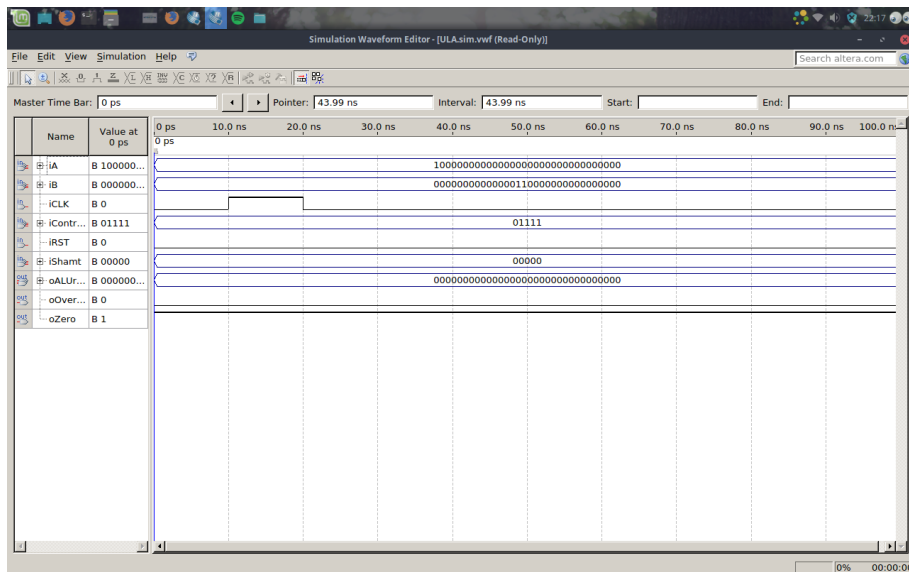 22:17
Simulation Waveform Editor - [ULA.sim.vwf (Read-Only)]
File Edit View Simulation Help
Search altera.com
Master Time Bar: 0 ps Pointer: 43.99 ns Interval: 43.99 ns Start: End:
Name Value at 0 ps
0 ps 10.0 ns 20.0 ns 30.0 ns 40.0 ns 50.0 ns 60.0 ns 70.0 ns 80.0 ns 90.0 ns 100.0 ns
0 ps
iA B 100000... 10000000000000000000000000000000
iB B 000000... 00000000000000110000000000000000
iCLK B 0
iContr... B 01111 01111
iRST B 0
iShamt B 00000 00000
oALUr... B 000000... 00000000000000000000000000000000
oOver... B 0
oZero B 1
0% 00:00:0